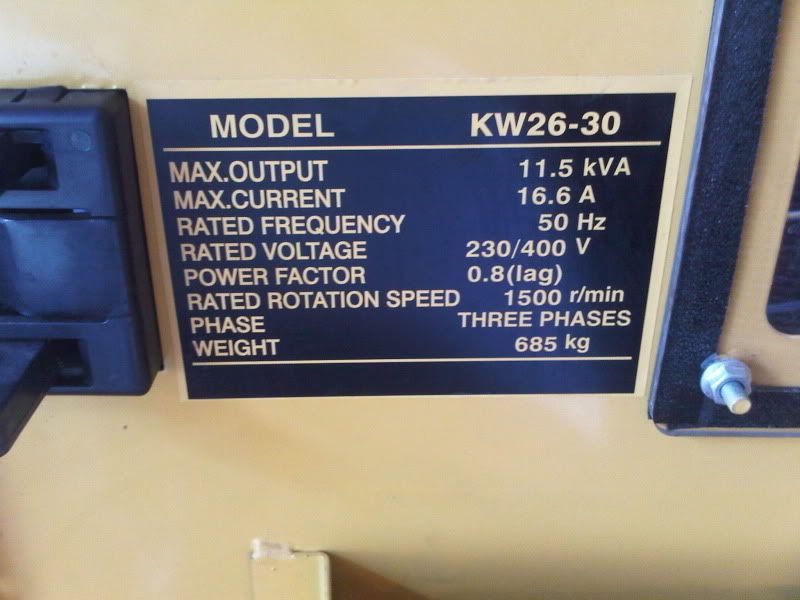 MODEL KW26-30
MAX.OUTPUT 11.5 kVA
MAX.CURRENT 16.6 A
RATED FREQUENCY 50 Hz
RATED VOLTAGE 230/400 V
POWER FACTOR 0.8(lag)
RATED ROTATION SPEED 1500 r/min
PHASE THREE PHASES
WEIGHT 685 kg